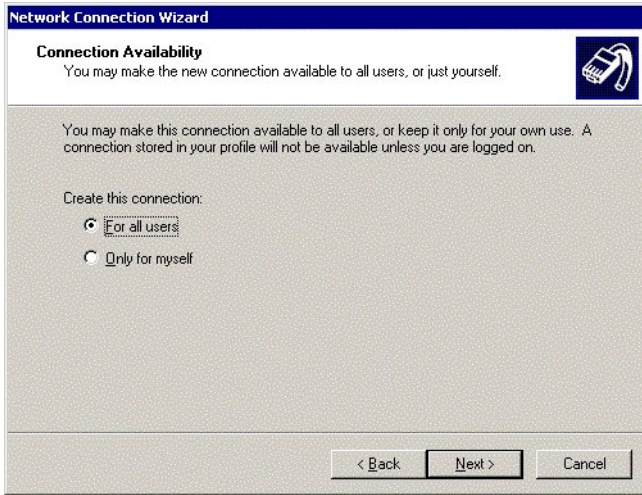 Network Connection Wizard
Connection Availability
You may make the new connection available to all users, or just yourself.
You may make this connection available to all users, or keep it only for your own use. A
connection stored in your profile will not be available unless you are logged on.
Create this connection:
For all users
Only for myself
< Back Next > Cancel